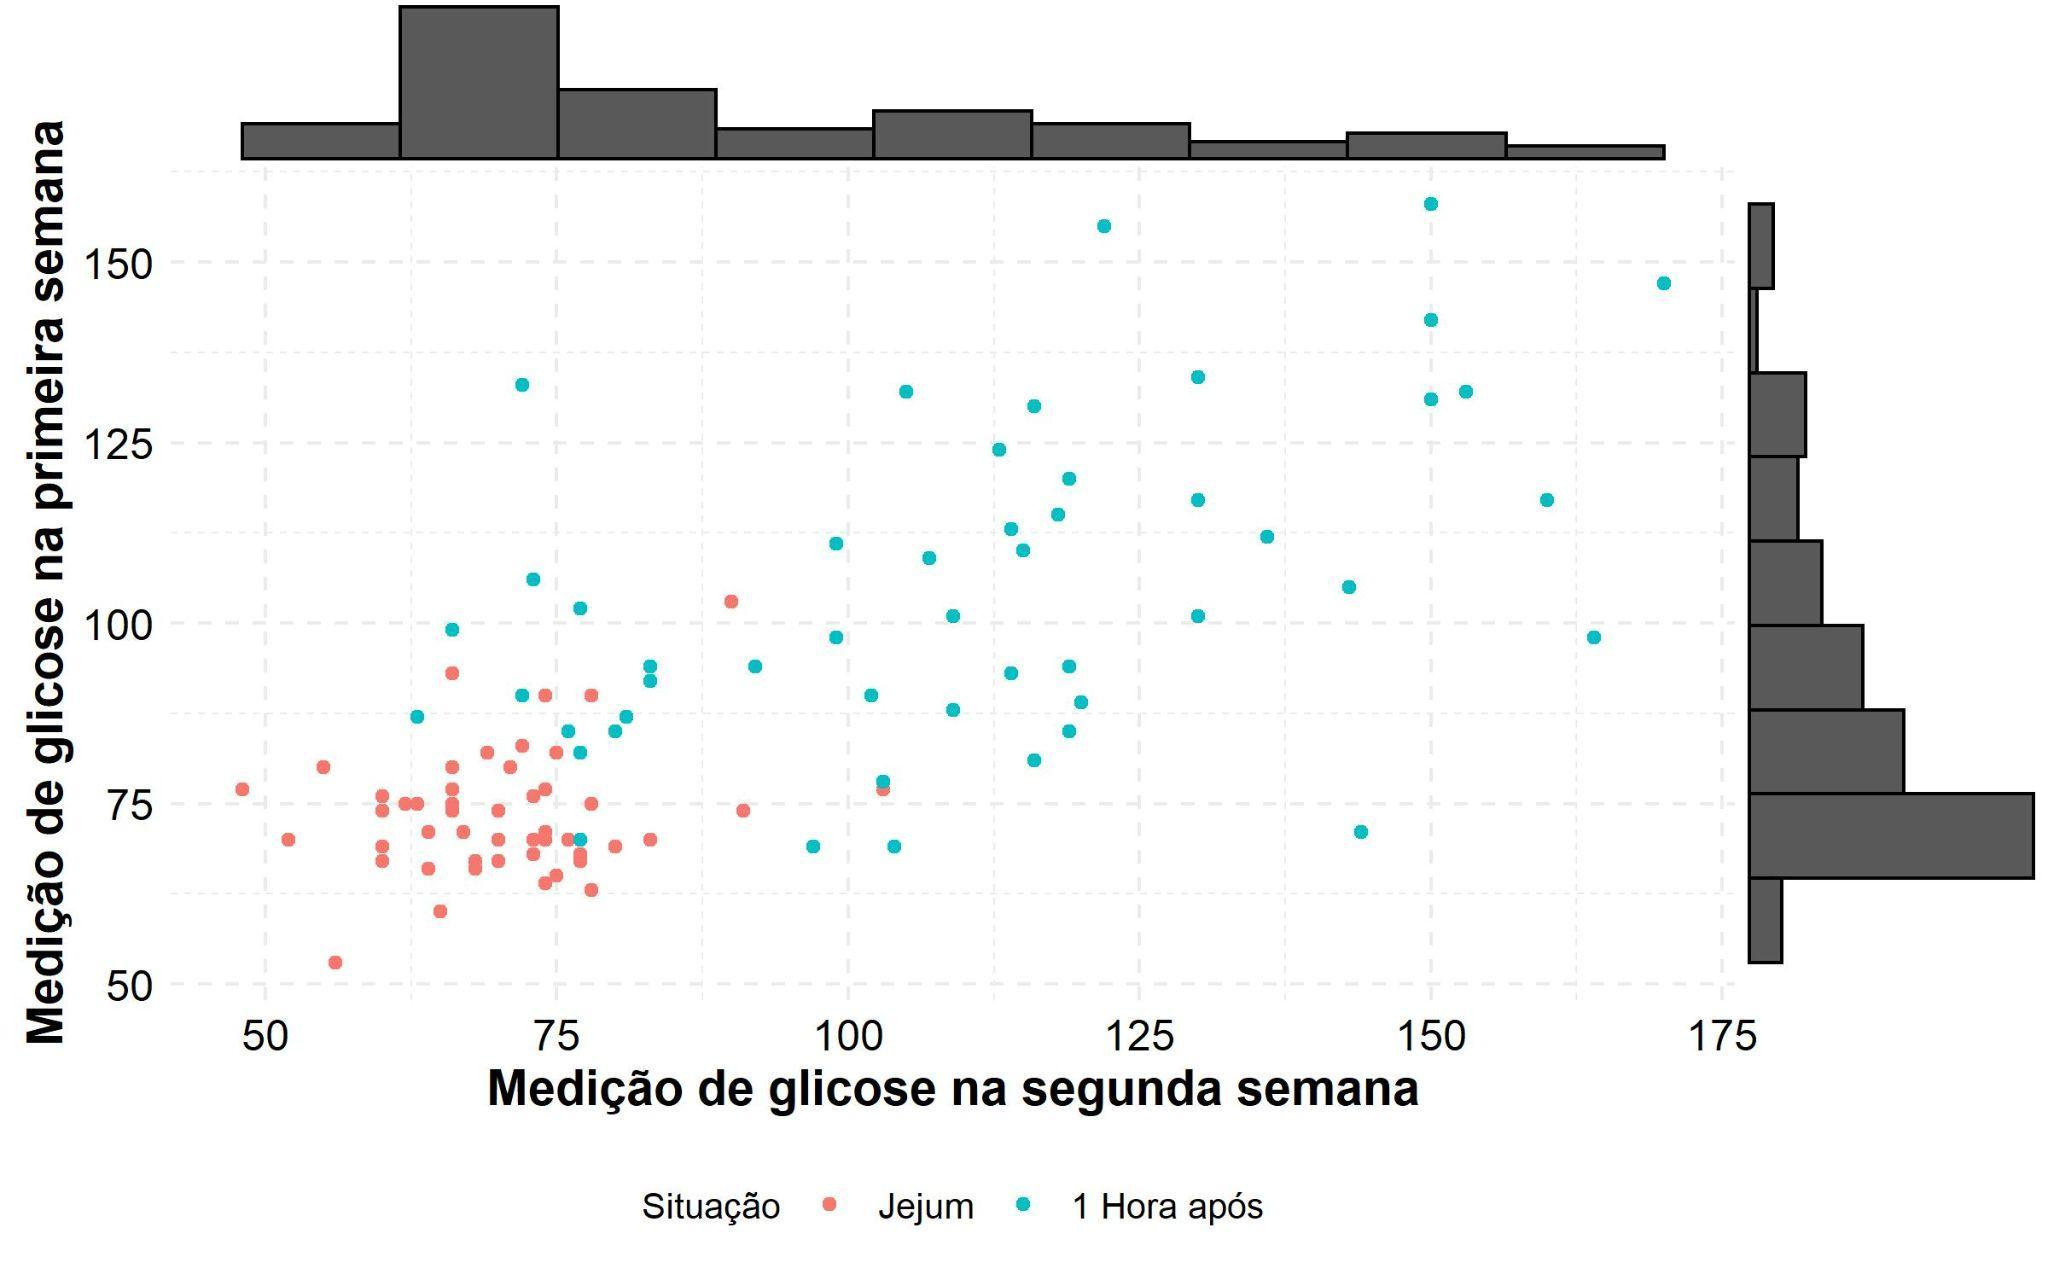 Medição de glicose na primeira semana
150
125
100
75
50
50 75 100 125 150 175
Medição de glicose na segunda semana
Situação Jejum 1 Hora após